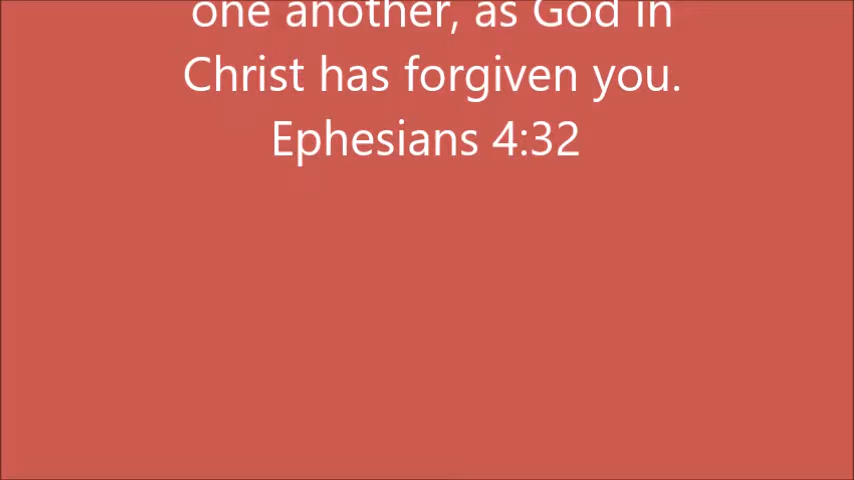 one another, as God in
Christ has forgiven you.
Ephesians 4:32